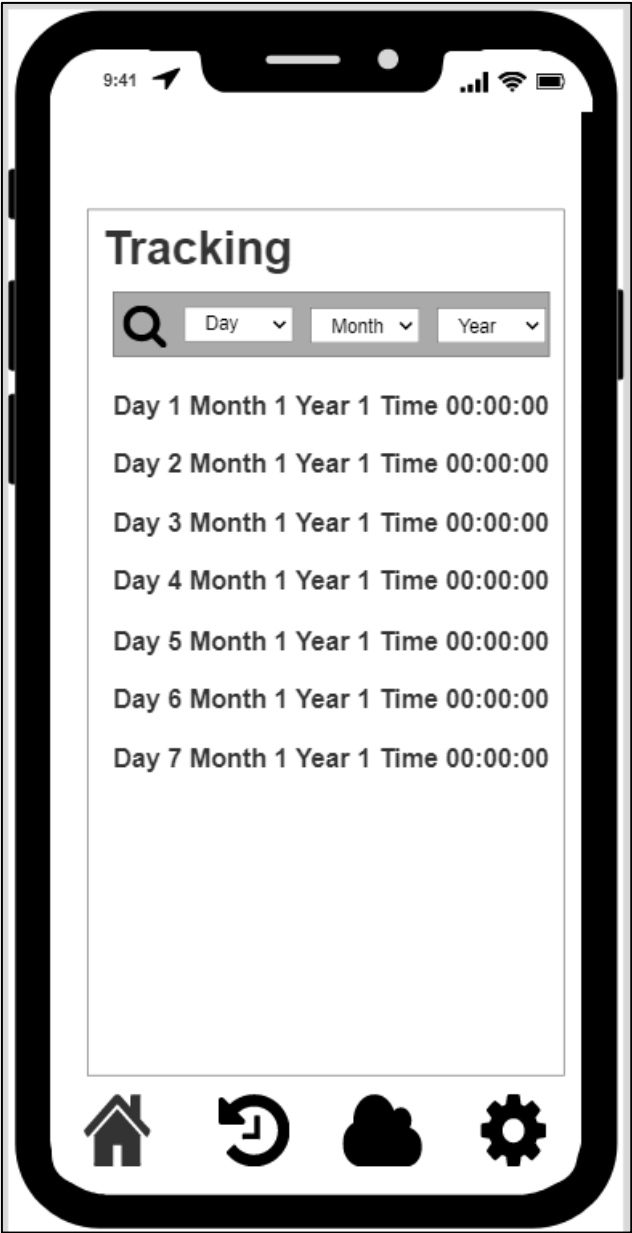 9:41
Tracking
Day Month Year
Day 1 Month 1 Year 1 Time 00:00:00
Day 2 Month 1 Year 1 Time 00:00:00
Day 3 Month 1 Year 1 Time 00:00:00
Day 4 Month 1 Year 1 Time 00:00:00
Day 5 Month 1 Year 1 Time 00:00:00
Day 6 Month 1 Year 1 Time 00:00:00
Day 7 Month 1 Year 1 Time 00:00:00